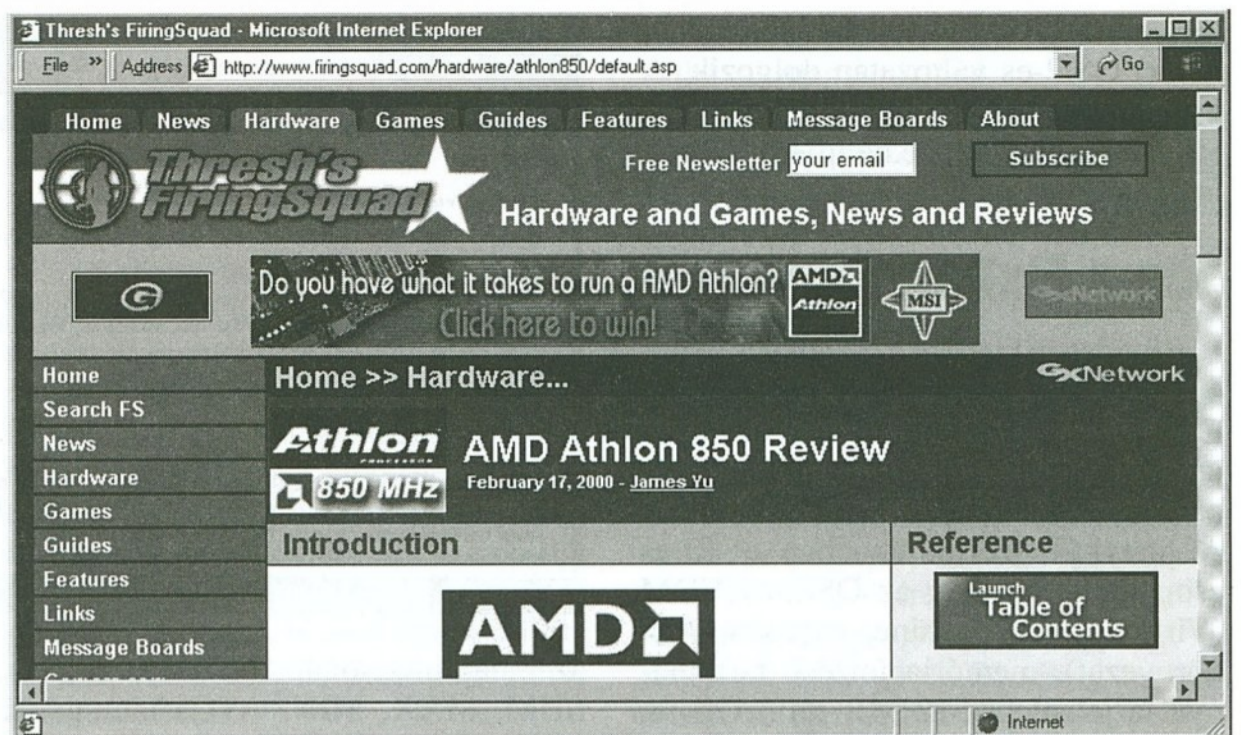 Thresh's FiringSquad - Microsoft Internet Explorer
File » Address http://www.firingsquad.com/hardware/athlon850/default.asp Go
Home News Hardware Games Guides Features Links Message Boards About
Thresh's
FiringSquad
Free Newsletter your email Subscribe
Hardware and Games, News and Reviews
G
Do you have what it takes to run a AMD Athlon?
Click here to win!
AMD
Athlon
MSI
GxNetwork
Home
Search FS
News
Hardware
Games
Guides
Features
Links
Message Boards
Home >> Hardware...
GxNetwork
Athlon
PROCESSOR
850 MHz
AMD Athlon 850 Review
February 17, 2000 - James Yu
Introduction
AMD
Reference
Launch
Table of
Contents
Internet